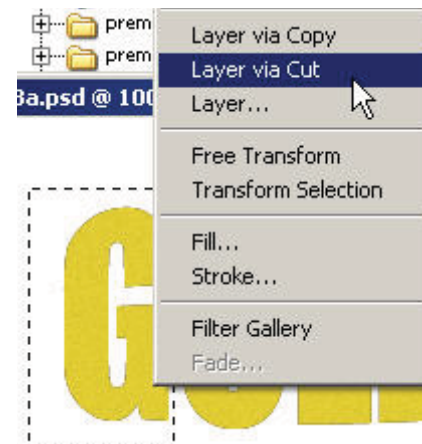 prem
prem
3a.psd @ 100
Layer via Copy
Layer via Cut
Layer...
Free Transform
Transform Selection
Fill...
Stroke...
Filter Gallery
Fade...
G